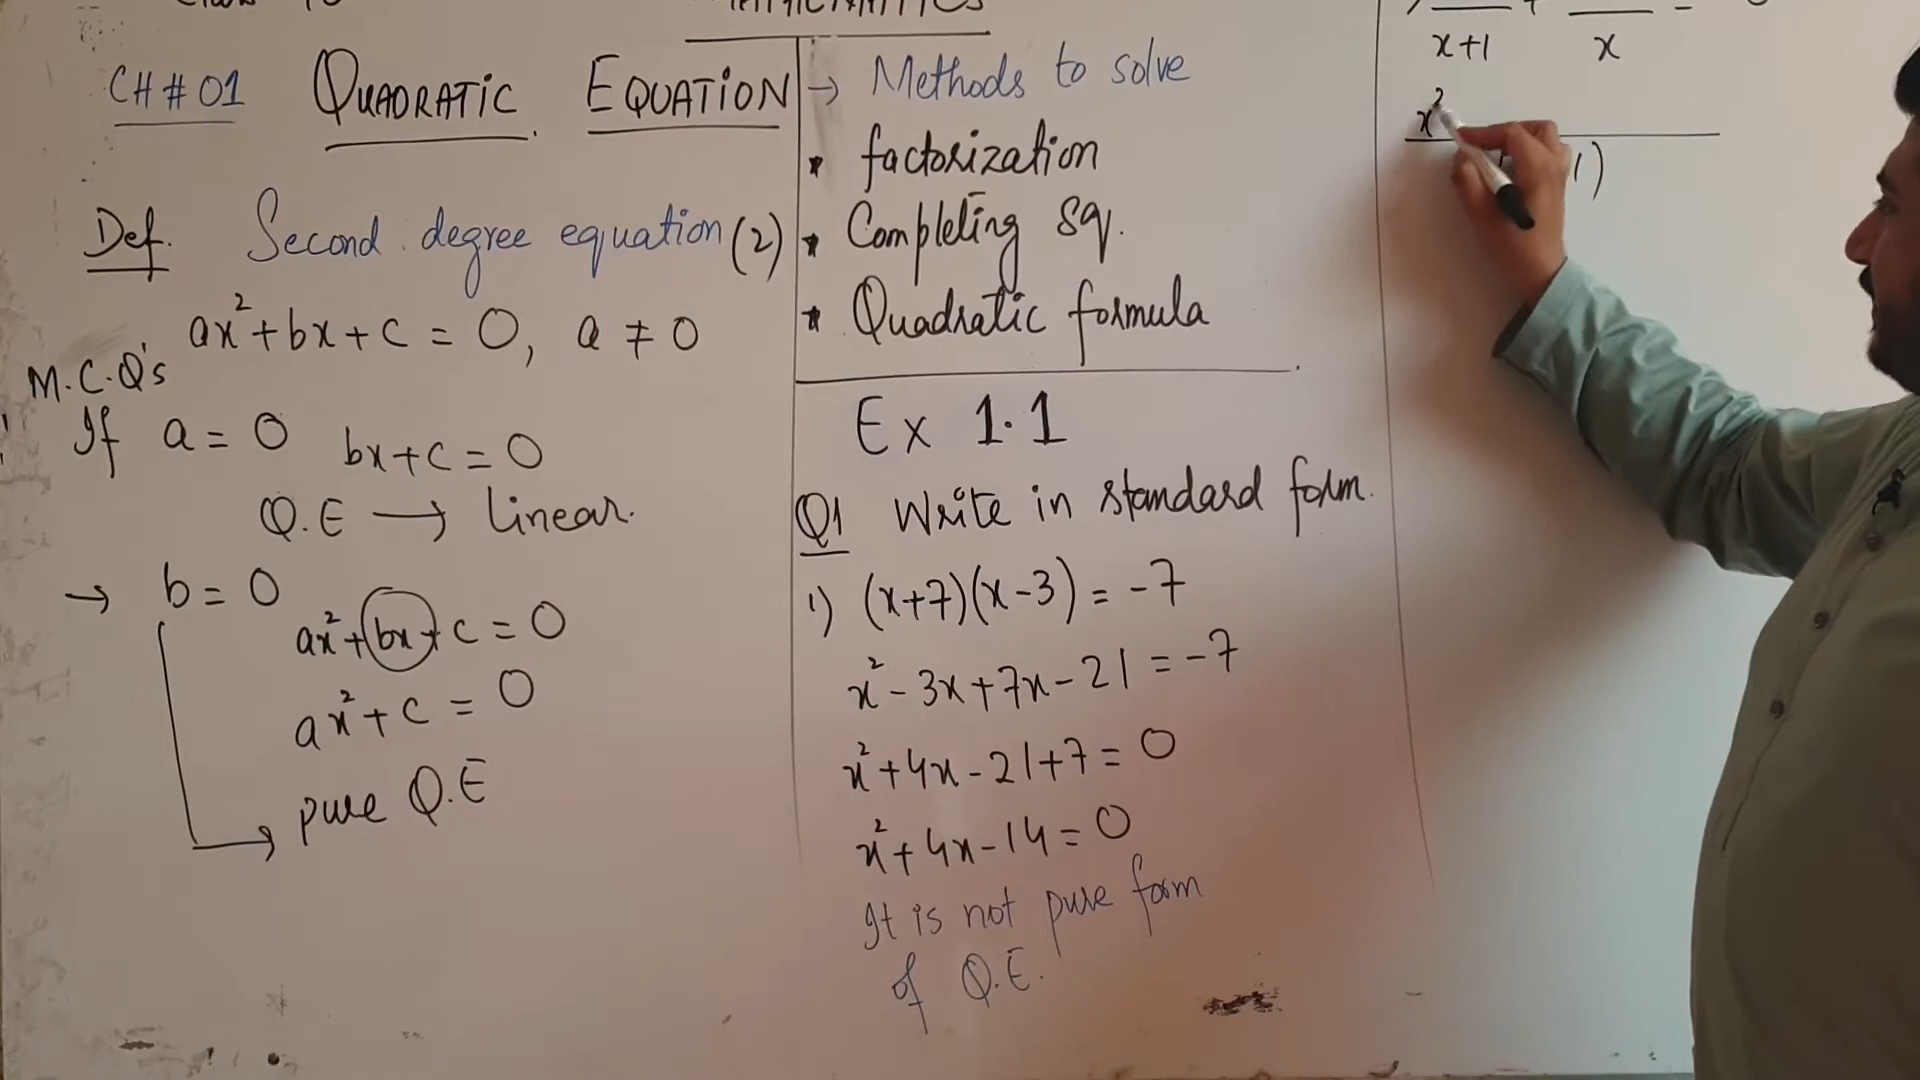 CH # 01 QUADRATIC EQUATION
Def. Second degree equation (2)
ax²+bx+c = 0, a ≠ 0
M.C.Q's
If a = 0 bx+c = 0
Q.E → linear.
→ b = 0
ax²+bx+c = 0
ax²+c = 0
pure Q.E
→ Methods to solve
* factorization
* Completing sq.
* Quadratic formula
Ex 1.1
Q1 Write in standard form.
1) (x+7)(x-3) = -7
x²-3x+7x-21 = -7
x²+4x-21+7 = 0
x²+4x-14 = 0
It is not pure form
of Q.E.
x+1 x
x²
1)